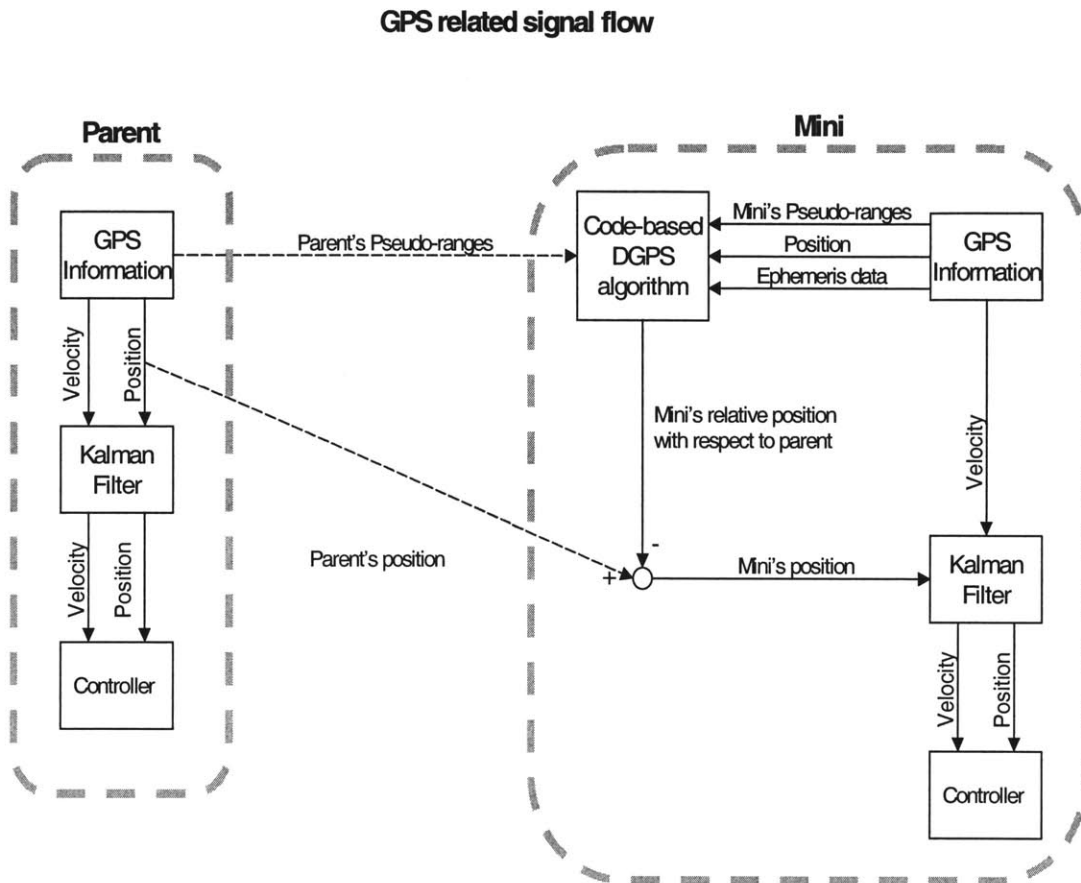 GPS related signal flow
Parent
Mini
GPS
Information
Parent's Pseudo-ranges
Code-based
DGPS
algorithm
Mini's Pseudo-ranges
Position
Ephemeris data
GPS
Information
Velocity
Position
Mini's relative position
with respect to parent
Velocity
Kalman
Filter
Parent's position
-
+
Mini's position
Kalman
Filter
Velocity
Position
Controller
Velocity
Position
Controller